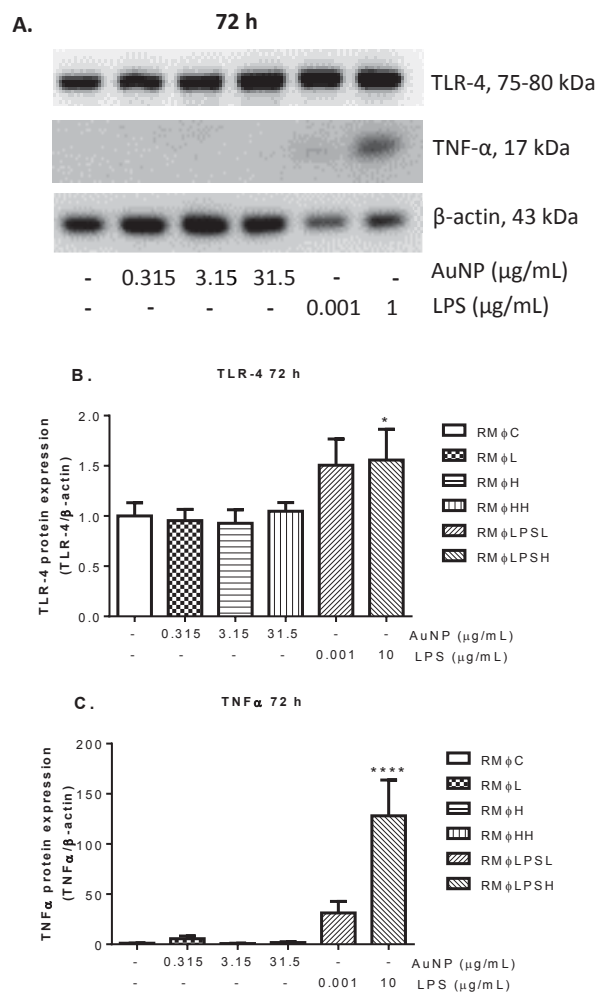 A.
72 h
TLR-4, 75-80 kDa
TNF-α, 17 kDa
β-actin, 43 kDa
- 0.315 3.15 31.5 - - AuNP (μg/mL)
- - - - 0.001 1 LPS (μg/mL)
B.
TLR-4 72 h
TLR-4 protein expression
(TLR-4/β-actin)
2.0
1.5
1.0
0.5
0.0
*
RMϕC
RMϕL
RMϕH
RMϕHH
RMϕLPSL
RMϕLPSH
- 0.315 3.15 31.5 - - AuNP (μg/mL)
- - - - 0.001 10 LPS (μg/mL)
C.
TNFα 72 h
TNFα protein expression
(TNFα/β-actin)
200
150
100
50
0
****
RMϕC
RMϕL
RMϕH
RMϕHH
RMϕLPSL
RMϕLPSH
- 0.315 3.15 31.5 - - AuNP (μg/mL)
- - - - 0.001 10 LPS (μg/mL)